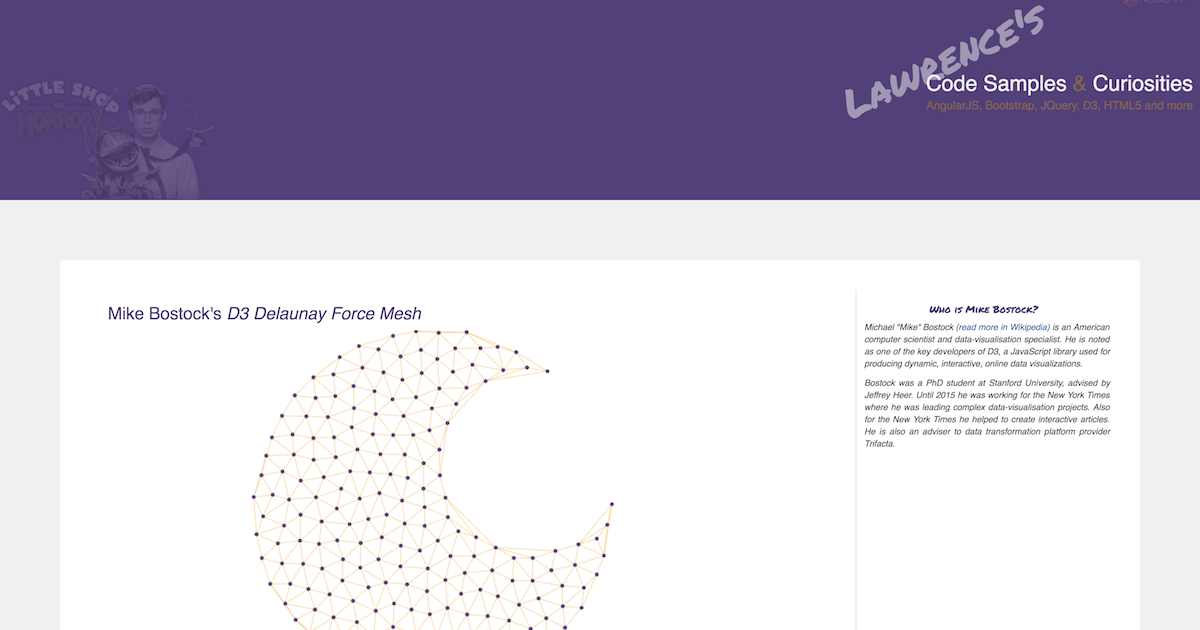 LAWRENCE'S
Code Samples & Curiosities
AngularJS, Bootstrap, JQuery, D3, HTML5 and more
LiTTLE SHOP
OF
HORRORS
Mike Bostock's D3 Delaunay Force Mesh
Who is Mike Bostock?
Michael "Mike" Bostock (read more in Wikipedia) is an American
computer scientist and data-visualisation specialist. He is noted
as one of the key developers of D3, a JavaScript library used for
producing dynamic, interactive, online data visualizations.
Bostock was a PhD student at Stanford University, advised by
Jeffrey Heer. Until 2015 he was working for the New York Times
where he was leading complex data-visualisation projects. Also
for the New York Times he helped to create interactive articles.
He is also an adviser to data transformation platform provider
Trifacta.